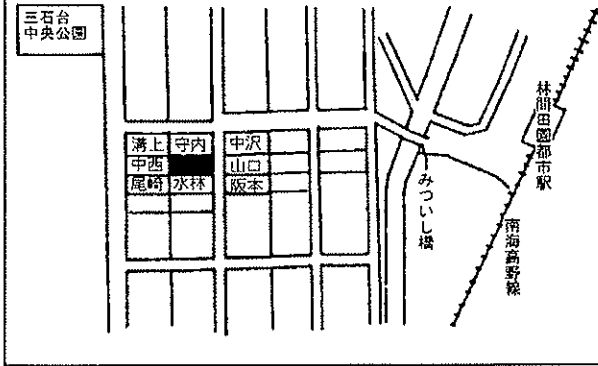 三石台
中央公園
溝上
守内
中沢
中西
山口
尾崎
水林
阪本
みついし橋
林間田園都市駅
南海高野線